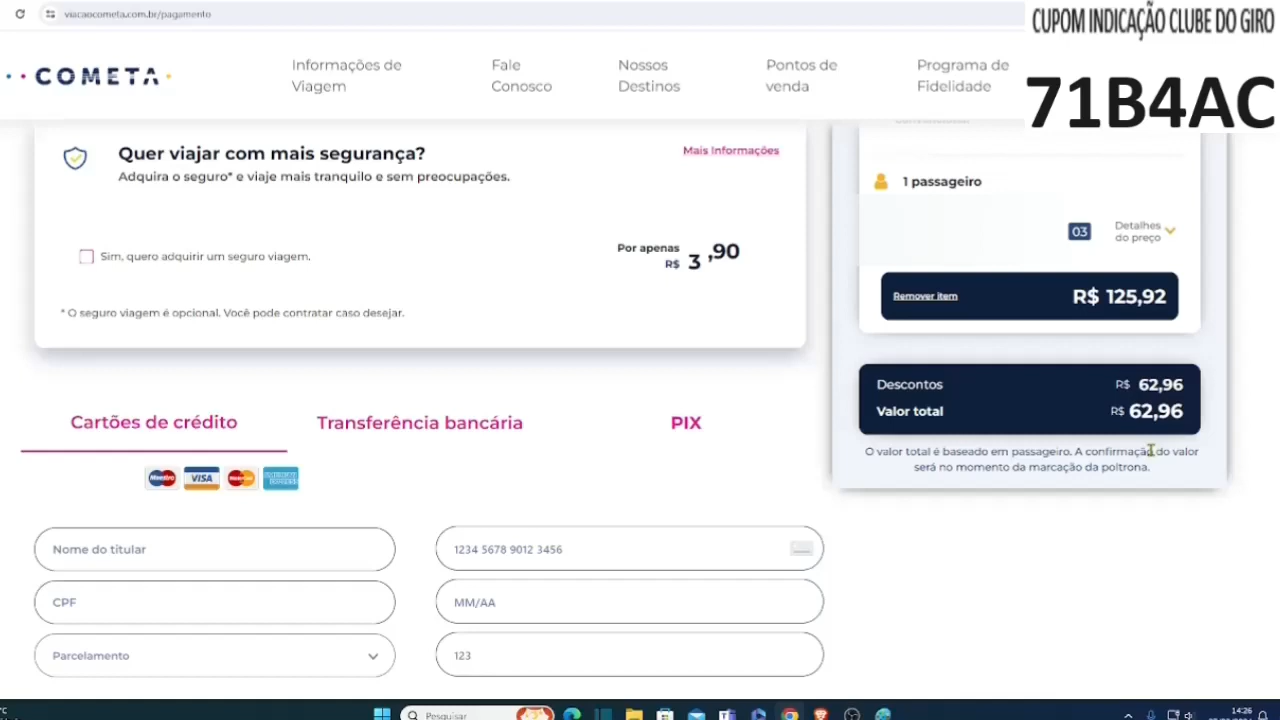 viacaocometa.com.br/pagamento
CUPOM INDICAÇÃO CLUBE DO GIRO
71B4AC
COMETA
Informações de
Viagem
Fale
Conosco
Nossos
Destinos
Pontos de
venda
Programa de
Fidelidade
Quer viajar com mais segurança?
Mais Informações
Adquira o seguro* e viaje mais tranquilo e sem preocupações.
Sim, quero adquirir um seguro viagem.
Por apenas
R$ 3 ,90
* O seguro viagem é opcional. Você pode contratar caso desejar.
1 passageiro
03
Detalhes
do preço
Remover item
R$ 125,92
Descontos R$ 62,96
Valor total R$ 62,96
O valor total é baseado em passageiro. A confirmação do valor
será no momento da marcação da poltrona.
Cartões de crédito
Transferência bancária
PIX
Maestro
VISA
Nome do titular
1234 5678 9012 3456
CPF
MM/AA
Parcelamento
123
Pesquisar
14:26